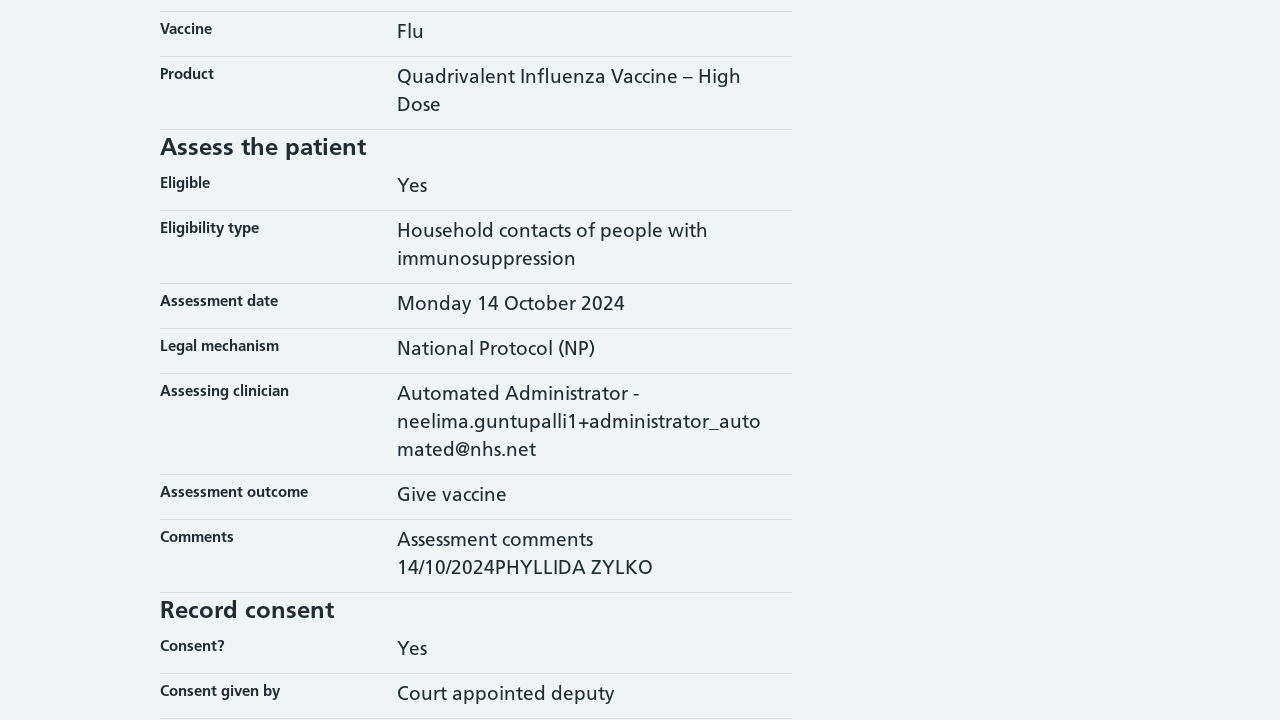 Vaccine
Flu
Product
Quadrivalent Influenza Vaccine – High
Dose
Assess the patient
Eligible
Yes
Eligibility type
Household contacts of people with
immunosuppression
Assessment date
Monday 14 October 2024
Legal mechanism
National Protocol (NP)
Assessing clinician
Automated Administrator -
neelima.guntupalli1+administrator_auto
mated@nhs.net
Assessment outcome
Give vaccine
Comments
Assessment comments
14/10/2024PHYLLIDA ZYLKO
Record consent
Consent?
Yes
Consent given by
Court appointed deputy